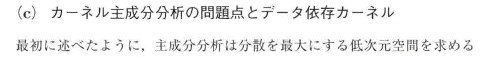 (c) カーネル主成分分析の問題点とデータ依存カーネル
最初に述べたように，主成分分析は分散を最大にする低次元空間を求める